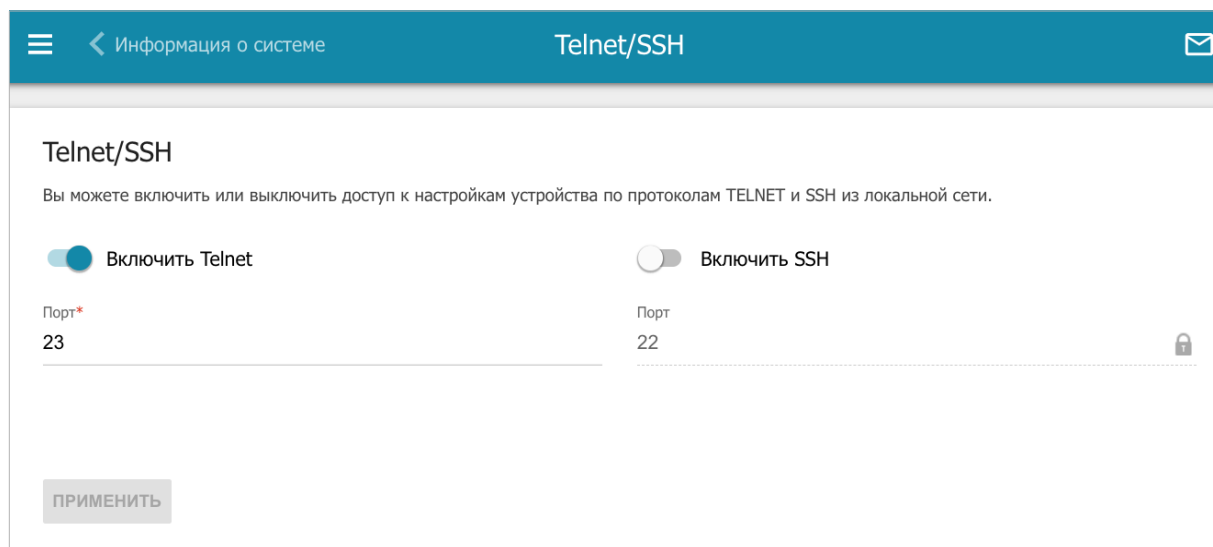 Информация о системе
Telnet/SSH
Telnet/SSH
Вы можете включить или выключить доступ к настройкам устройства по протоколам TELNET и SSH из локальной сети.
Включить Telnet
Включить SSH
Порт*
Порт
23
22
ПРИМЕНИТЬ